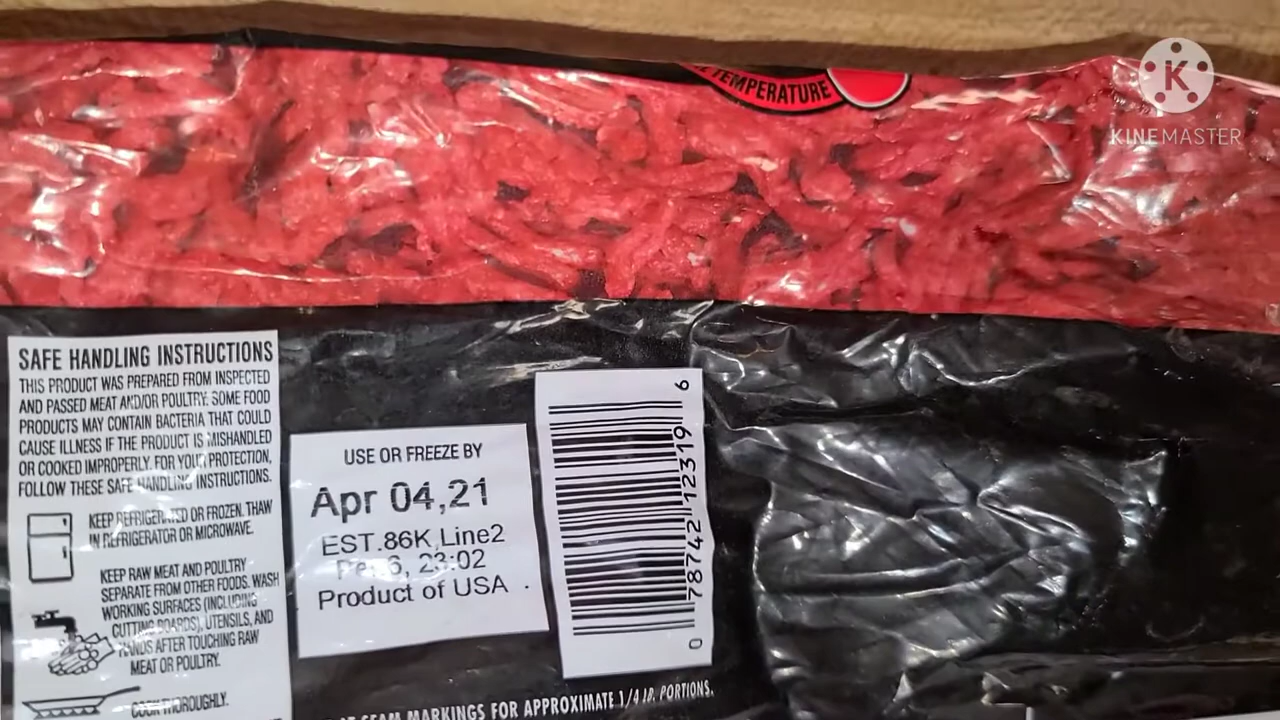 TEMPERATURE
KINEMASTER
SAFE HANDLING INSTRUCTIONS
THIS PRODUCT WAS PREPARED FROM INSPECTED
AND PASSED MEAT AND/OR POULTRY. SOME FOOD
PRODUCTS MAY CONTAIN BACTERIA THAT COULD
CAUSE ILLNESS IF THE PRODUCT IS MISHANDLED
OR COOKED IMPROPERLY. FOR YOUR PROTECTION,
FOLLOW THESE SAFE HANDLING INSTRUCTIONS.
KEEP REFRIGERATED OR FROZEN. THAW
IN REFRIGERATOR OR MICROWAVE.
KEEP RAW MEAT AND POULTRY
SEPARATE FROM OTHER FOODS. WASH
WORKING SURFACES (INCLUDING
CUTTING BOARDS), UTENSILS, AND
HANDS AFTER TOUCHING RAW
MEAT OR POULTRY.
COOK THOROUGHLY.
USE OR FREEZE BY
Apr 04,21
EST.86K,Line2
6, 23:02
Product of USA
0 78742 12319 6
SEAM MARKINGS FOR APPROXIMATE 1/4 LB. PORTIONS.